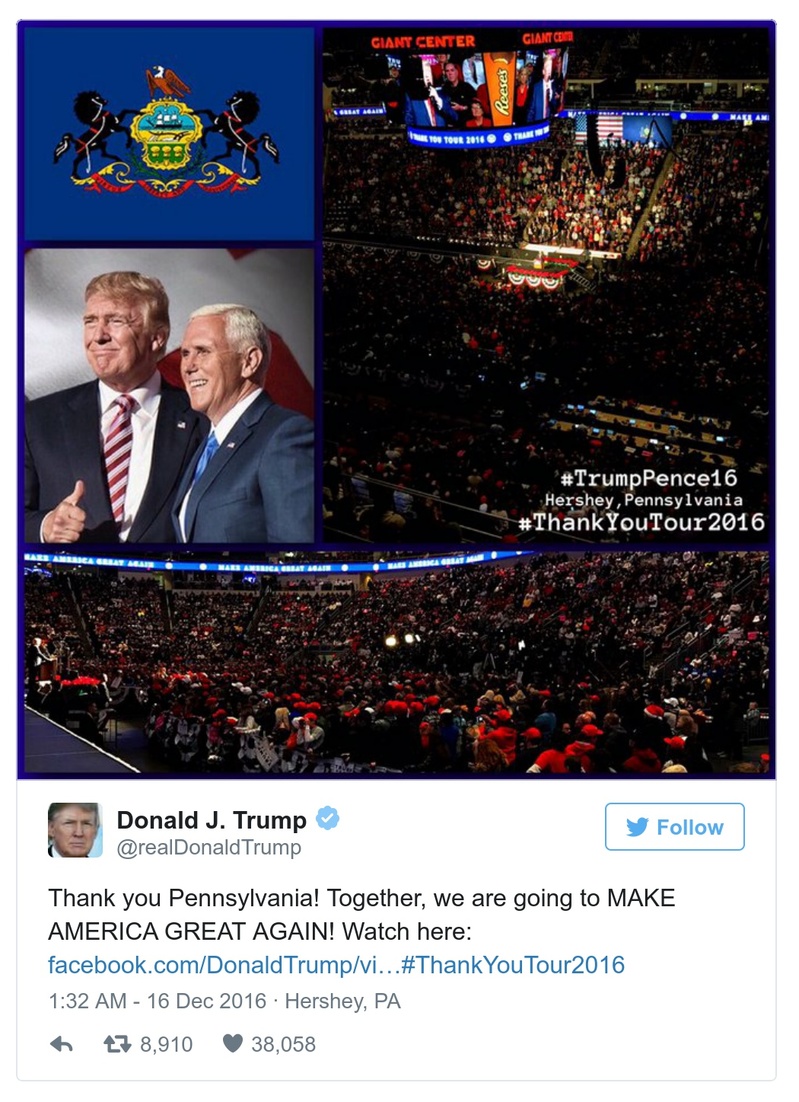 GIANT CENTER
GIANT CENTER
Reese's
GREAT AGAIN
THANK YOU TOUR 2016
#TrumpPence16
Hershey, Pennsylvania
#ThankYouTour2016
MAKE AMERICA GREAT AGAIN
MAKE AMERICA GREAT AGAIN
MAKE AMERICA GREAT AGAIN
Donald J. Trump
@realDonaldTrump
Follow
Thank you Pennsylvania! Together, we are going to MAKE
AMERICA GREAT AGAIN! Watch here:
facebook.com/DonaldTrump/vi…#ThankYouTour2016
1:32 AM - 16 Dec 2016 · Hershey, PA
8,910
38,058